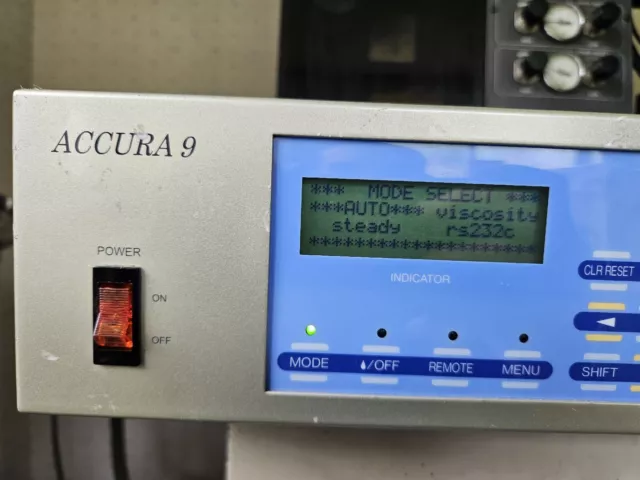 ACCURA 9
POWER
ON
OFF
*** MODE SELECT ***
***AUTO*** viscosity
steady rs232c
********************
INDICATOR
MODE
/OFF
REMOTE
MENU
CLR RESET
◀
SHIFT